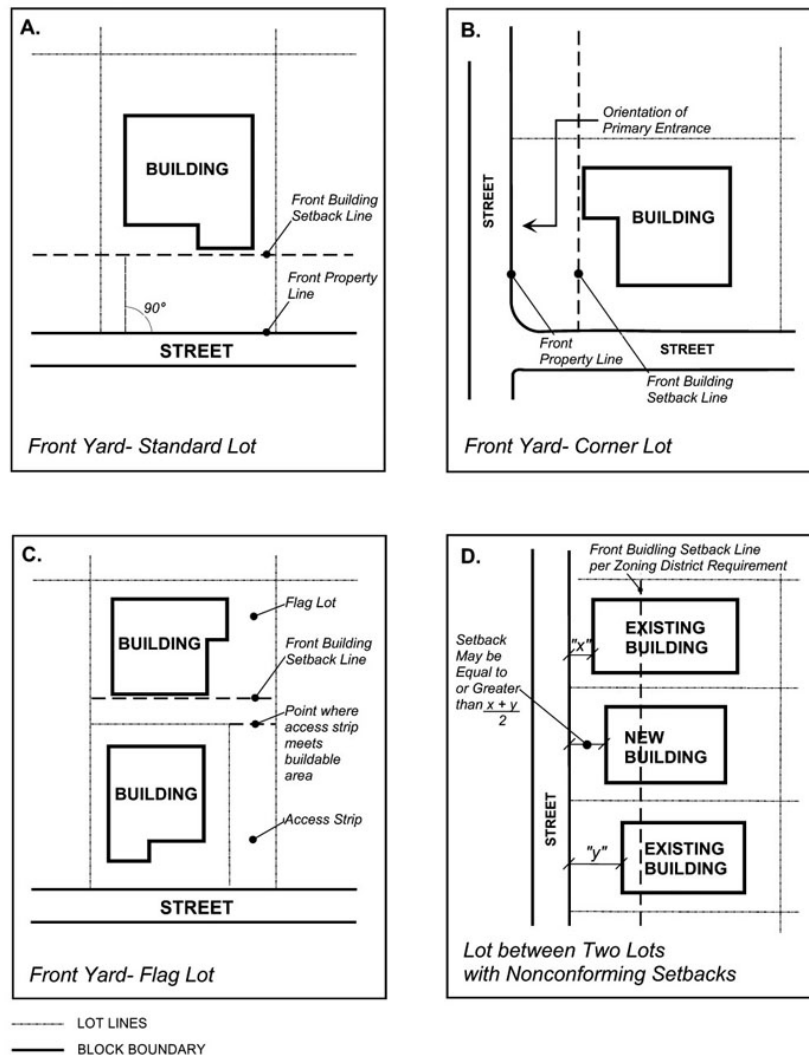 A.
BUILDING
Front Building
Setback Line
Front Property
Line
90°
STREET
Front Yard- Standard Lot
B.
Orientation of
Primary Entrance
STREET
BUILDING
Front
Property Line
STREET
Front Building
Setback Line
Front Yard- Corner Lot
C.
Flag Lot
BUILDING
Front Building
Setback Line
Point where
access strip
meets
buildable
area
BUILDING
Access Strip
STREET
Front Yard- Flag Lot
D.
Front Buidling Setback Line
per Zoning District Requirement
Setback
May be
Equal to
or Greater
than x + y
2
"x"
EXISTING
BUILDING
NEW
BUILDING
STREET
"y"
EXISTING
BUILDING
Lot between Two Lots
with Nonconforming Setbacks
LOT LINES
BLOCK BOUNDARY